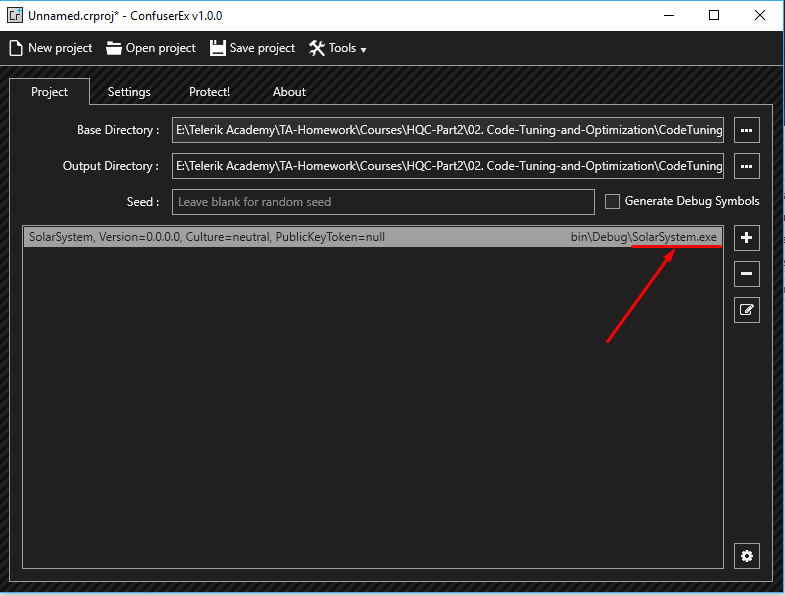 Cr Unnamed.crproj* - ConfuserEx v1.0.0
New project Open project Save project Tools
Project Settings Protect! About
Base Directory : E:\Telerik Academy\TA-Homework\Courses\HQC-Part2\02. Code-Tuning-and-Optimization\CodeTuning
Output Directory : E:\Telerik Academy\TA-Homework\Courses\HQC-Part2\02. Code-Tuning-and-Optimization\CodeTuning
Seed : Leave blank for random seed Generate Debug Symbols
SolarSystem, Version=0.0.0.0, Culture=neutral, PublicKeyToken=null bin\Debug\SolarSystem.exe